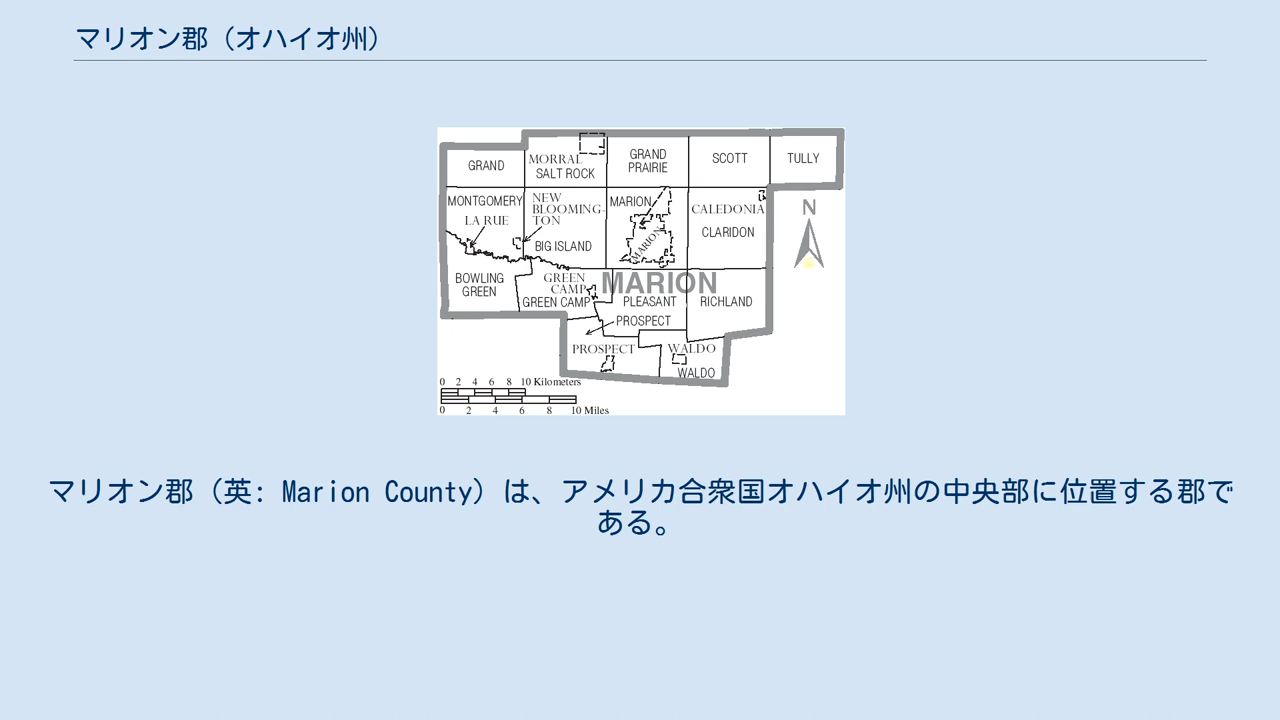 マリオン郡（オハイオ州）
GRAND
MORRAL
SALT ROCK
GRAND
PRAIRIE
SCOTT
TULLY
MONTGOMERY
LA RUE
NEW
BLOOMING-
TON
BIG ISLAND
MARION
MARION
CALEDONIA
CLARIDON
N
BOWLING
GREEN
GREEN
CAMP
GREEN CAMP
MARION
PLEASANT
RICHLAND
PROSPECT
PROSPECT
WALDO
WALDO
0 2 4 6 8 10 Kilometers
0 2 4 6 8 10 Miles
マリオン郡（英: Marion County）は、アメリカ合衆国オハイオ州の中央部に位置する郡で
ある。